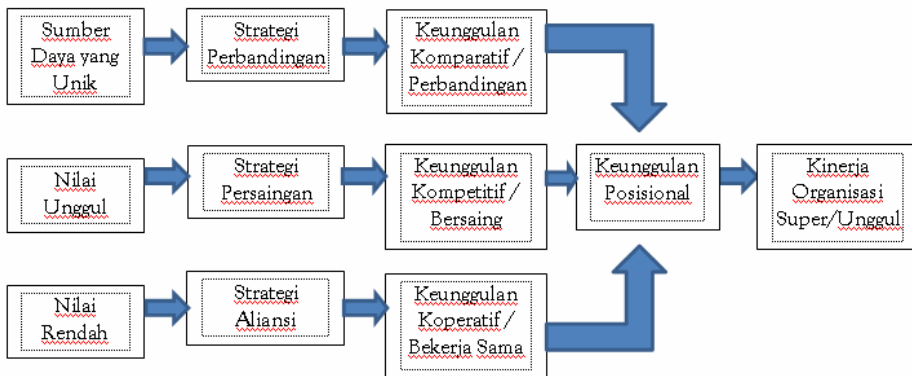 Sumber
Daya yang
Unik
Strategi
Perbandingan
Keunggulan
Komparatif /
Perbandingan
Nilai
Unggul
Strategi
Persaingan
Keunggulan
Kompetitif /
Bersaing
Keunggulan
Posisional
Kinerja
Organisasi
Super/Unggul
Nilai
Rendah
Strategi
Aliansi
Keunggulan
Koperatif /
Bekerja Sama